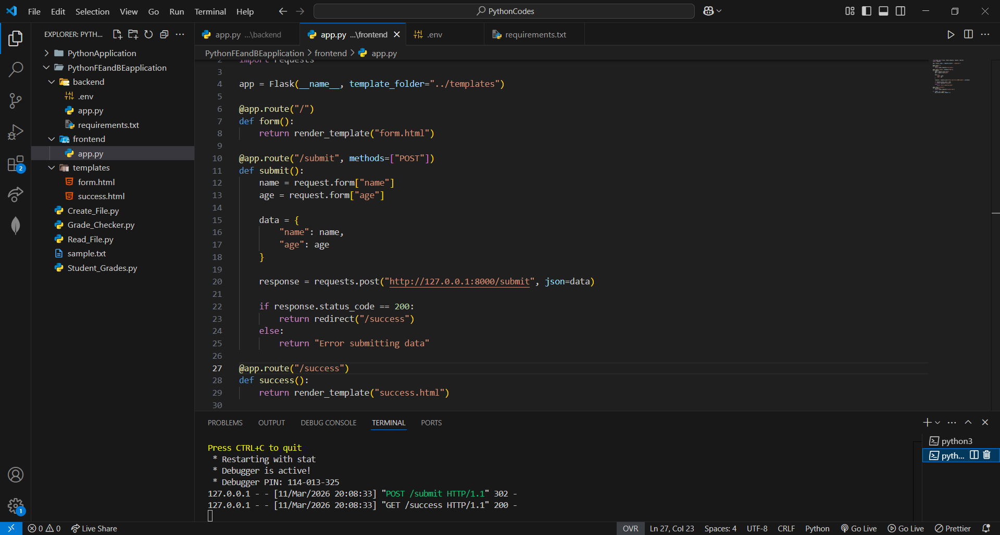 File Edit Selection View Go Run Terminal Help
PythonCodes
EXPLORER: PYTH...
PythonApplication
PythonFEandBEapplication
backend
.env
app.py
requirements.txt
frontend
app.py
templates
form.html
success.html
Create_File.py
Grade_Checker.py
Read_File.py
sample.txt
Student_Grades.py
2
1
app.py ...\backend
app.py ...\frontend
.env
requirements.txt
PythonFEandBEapplication > frontend > app.py
2 import requests
3
4 app = Flask(__name__, template_folder="../templates")
5
6 @app.route("/")
7 def form():
8     return render_template("form.html")
9
10 @app.route("/submit", methods=["POST"])
11 def submit():
12     name = request.form["name"]
13     age = request.form["age"]
14
15     data = {
16         "name": name,
17         "age": age
18     }
19
20     response = requests.post("http://127.0.0.1:8000/submit", json=data)
21
22     if response.status_code == 200:
23         return redirect("/success")
24     else:
25         return "Error submitting data"
26
27 @app.route("/success")
28 def success():
29     return render_template("success.html")
30
PROBLEMS OUTPUT DEBUG CONSOLE TERMINAL PORTS
Press CTRL+C to quit
 * Restarting with stat
 * Debugger is active!
 * Debugger PIN: 114-013-325
127.0.0.1 - - [11/Mar/2026 20:08:33] "POST /submit HTTP/1.1" 302 -
127.0.0.1 - - [11/Mar/2026 20:08:33] "GET /success HTTP/1.1" 200 -
python3
pyth...
0 0 Live Share
OVR Ln 27, Col 23 Spaces: 4 UTF-8 CRLF Python Go Live Go Live Prettier